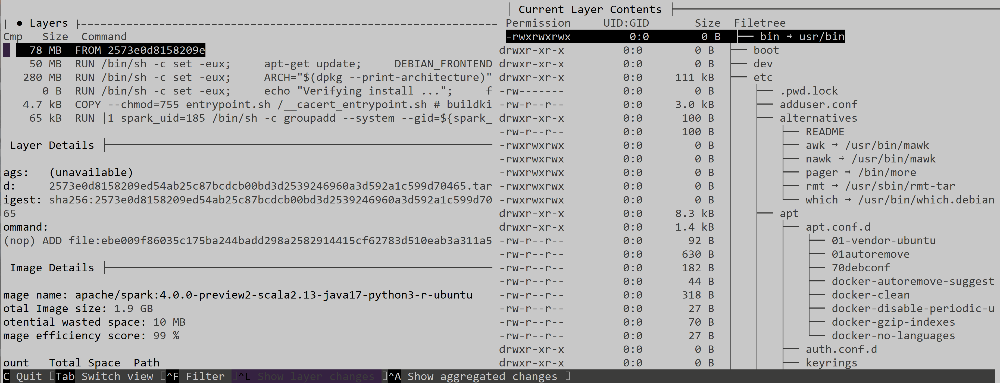 Current Layer Contents
● Layers
Permission UID:GID Size Filetree
Cmp Size Command
-rwxrwxrwx 0:0 0 B bin → usr/bin
78 MB FROM 2573e0d8158209e
drwxr-xr-x 0:0 0 B boot
50 MB RUN /bin/sh -c set -eux; apt-get update; DEBIAN_FRONTEND
drwxr-xr-x 0:0 0 B dev
280 MB RUN /bin/sh -c set -eux; ARCH="$(dpkg --print-architecture)"
drwxr-xr-x 0:0 111 kB etc
0 B RUN /bin/sh -c set -eux; echo "Verifying install ..."; f
-rw------- 0:0 0 B .pwd.lock
4.7 kB COPY --chmod=755 entrypoint.sh /__cacert_entrypoint.sh # buildki
-rw-r--r-- 0:0 3.0 kB adduser.conf
65 kB RUN |1 spark_uid=185 /bin/sh -c groupadd --system --gid=${spark_
drwxr-xr-x 0:0 100 B alternatives
-rw-r--r-- 0:0 100 B README
Layer Details
-rwxrwxrwx 0:0 0 B awk → /usr/bin/mawk
-rwxrwxrwx 0:0 0 B nawk → /usr/bin/mawk
ags: (unavailable)
-rwxrwxrwx 0:0 0 B pager → /bin/more
d: 2573e0d8158209ed54ab25c87bcdcb00bd3d2539246960a3d592a1c599d70465.tar
-rwxrwxrwx 0:0 0 B rmt → /usr/sbin/rmt-tar
igest: sha256:2573e0d8158209ed54ab25c87bcdcb00bd3d2539246960a3d592a1c599d70
-rwxrwxrwx 0:0 0 B which → /usr/bin/which.debian
65
drwxr-xr-x 0:0 8.3 kB apt
ommand:
drwxr-xr-x 0:0 1.4 kB apt.conf.d
(nop) ADD file:ebe009f86035c175ba244badd298a2582914415cf62783d510eab3a311a5
-rw-r--r-- 0:0 92 B 01-vendor-ubuntu
-rw-r--r-- 0:0 630 B 01autoremove
Image Details
-rw-r--r-- 0:0 182 B 70debconf
-rw-r--r-- 0:0 44 B docker-autoremove-suggest
mage name: apache/spark:4.0.0-preview2-scala2.13-java17-python3-r-ubuntu
-rw-r--r-- 0:0 318 B docker-clean
otal Image size: 1.9 GB
-rw-r--r-- 0:0 27 B docker-disable-periodic-u
otential wasted space: 10 MB
-rw-r--r-- 0:0 70 B docker-gzip-indexes
mage efficiency score: 99 %
-rw-r--r-- 0:0 27 B docker-no-languages
drwxr-xr-x 0:0 0 B auth.conf.d
ount Total Space Path
drwxr-xr-x 0:0 0 B keyrings
C Quit Tab Switch view ^F Filter ^L Show layer changes ^A Show aggregated changes